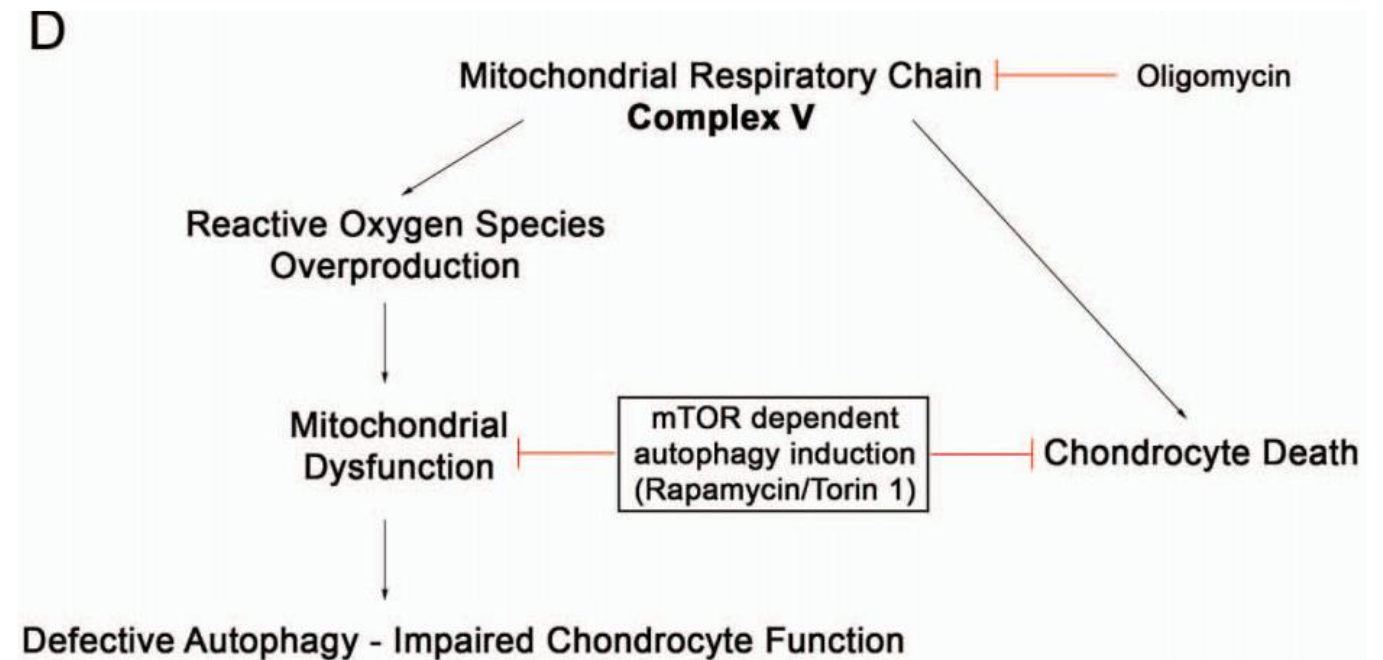 D
Mitochondrial Respiratory Chain
Complex V
Oligomycin
Reactive Oxygen Species
Overproduction
Mitochondrial
Dysfunction
mTOR dependent
autophagy induction
(Rapamycin/Torin 1)
Chondrocyte Death
Defective Autophagy - Impaired Chondrocyte Function